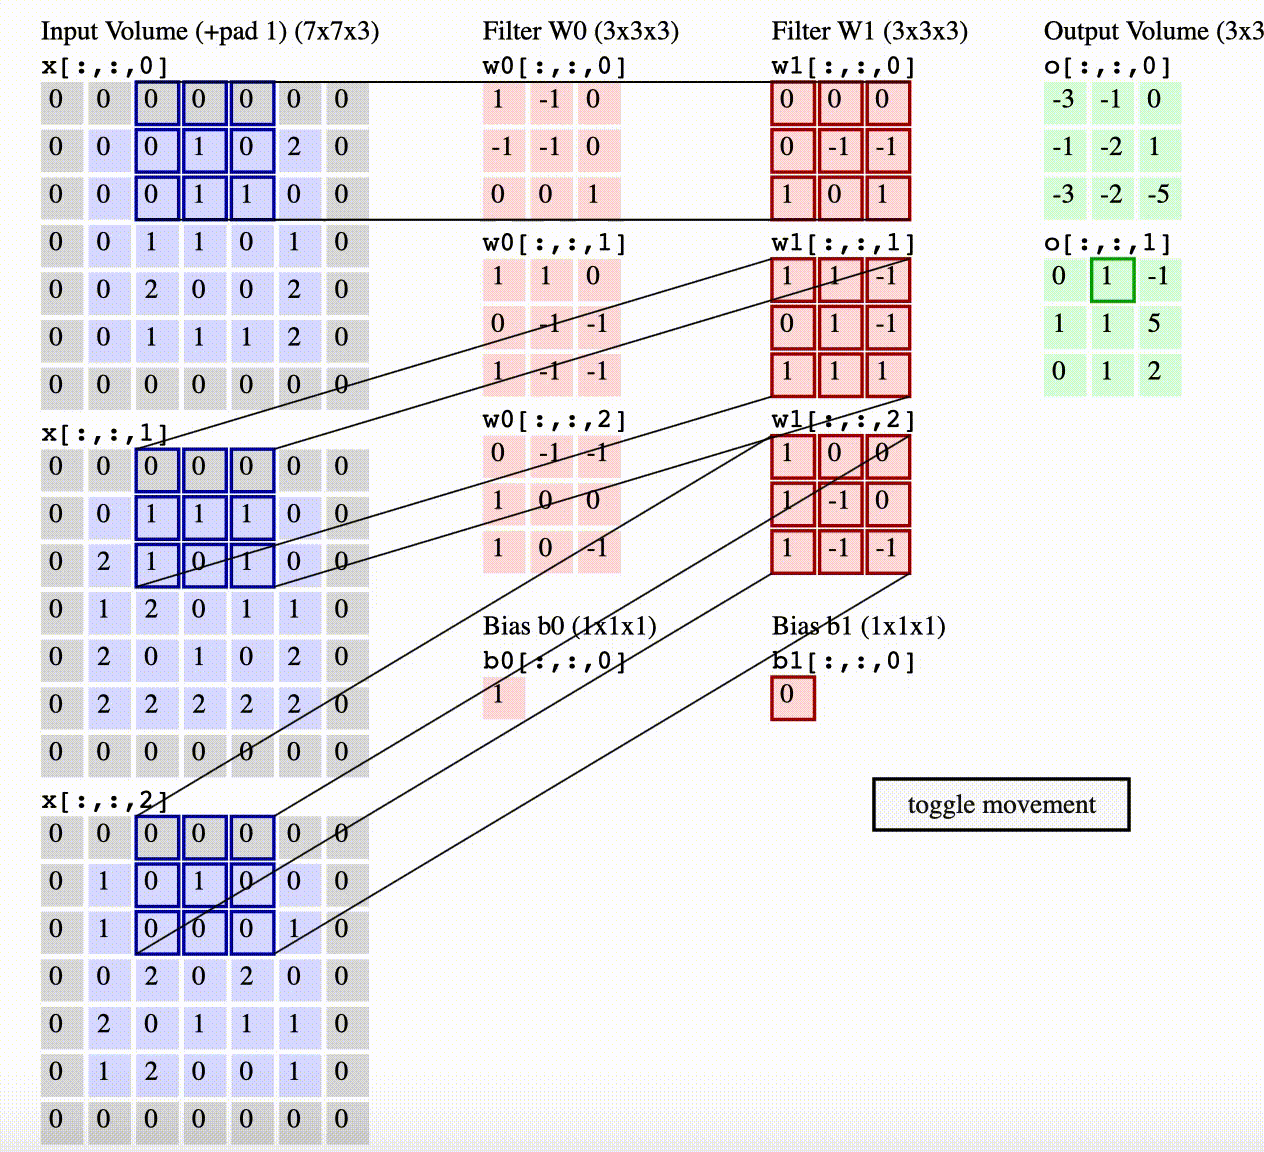 Input Volume (+pad 1) (7x7x3)
x[:,:,0]
0 0 0 0 0 0 0
0 0 0 1 0 2 0
0 0 0 1 1 0 0
0 0 1 1 0 1 0
0 0 2 0 0 2 0
0 0 1 1 1 2 0
0 0 0 0 0 0 0
x[:,:,1]
0 0 0 0 0 0 0
0 0 1 1 1 0 0
0 2 1 0 1 0 0
0 1 2 0 1 1 0
0 2 0 1 0 2 0
0 2 2 2 2 2 0
0 0 0 0 0 0 0
x[:,:,2]
0 0 0 0 0 0 0
0 1 0 1 0 0 0
0 1 0 0 0 1 0
0 0 2 0 2 0 0
0 2 0 1 1 1 0
0 1 2 0 0 1 0
0 0 0 0 0 0 0
Filter W0 (3x3x3)
w0[:,:,0]
1 -1 0
-1 -1 0
0 0 1
w0[:,:,1]
1 1 0
0 -1 -1
1 -1 -1
w0[:,:,2]
0 -1 -1
1 0 0
1 0 -1
Bias b0 (1x1x1)
b0[:,:,0]
1
Filter W1 (3x3x3)
w1[:,:,0]
0 0 0
0 -1 -1
1 0 1
w1[:,:,1]
1 1 -1
0 1 -1
1 1 1
w1[:,:,2]
1 0 0
1 -1 0
1 -1 -1
Bias b1 (1x1x1)
b1[:,:,0]
0
Output Volume (3x3
o[:,:,0]
-3 -1 0
-1 -2 1
-3 -2 -5
o[:,:,1]
0 1 -1
1 1 5
0 1 2
toggle movement